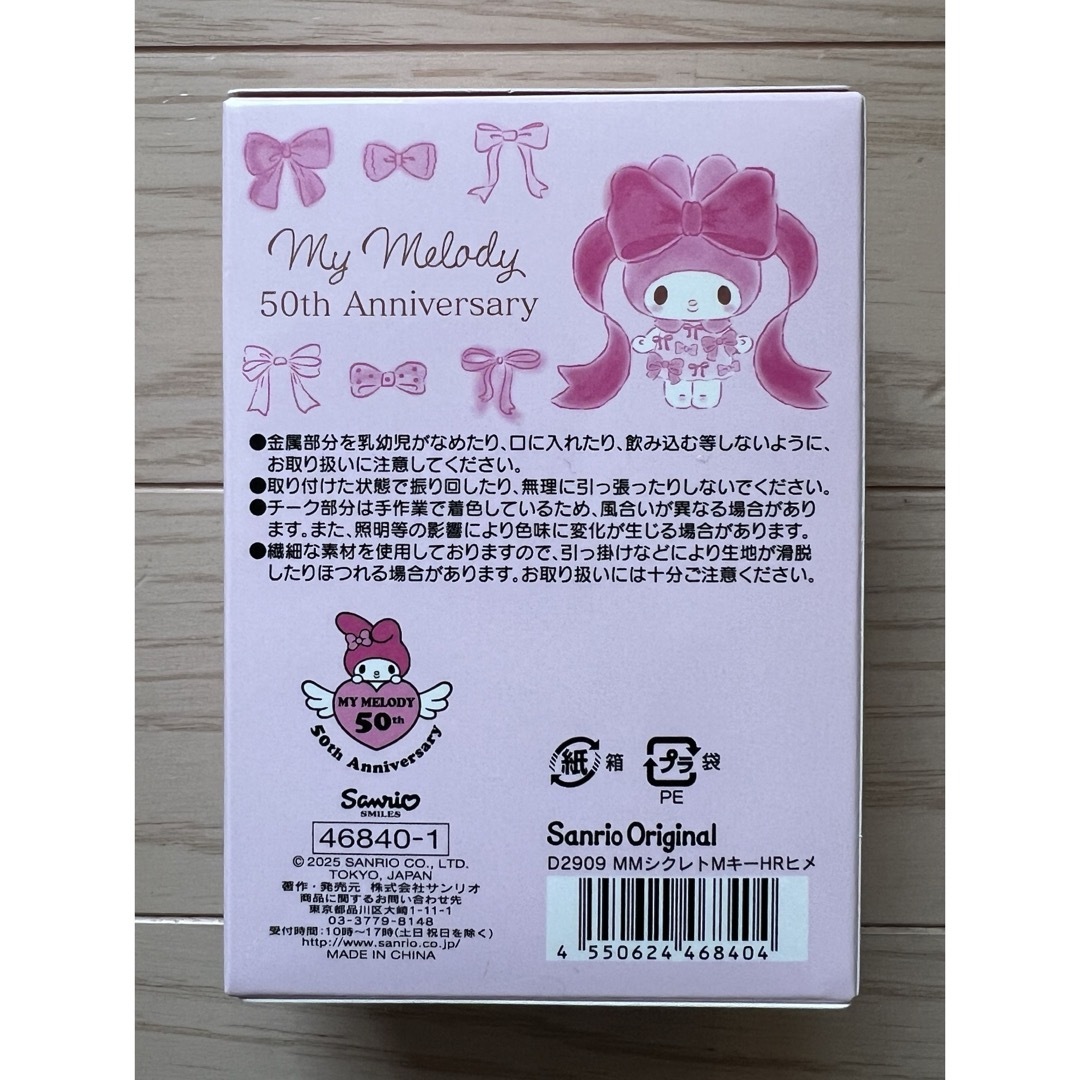 My Melody
50th Anniversary
●金属部分を乳幼児がなめたり、口に入れたり、飲み込む等しないように、
お取り扱いに注意してください。
●取り付けた状態で振り回したり、無理に引っ張ったりしないでください。
●チーク部分は手作業で着色しているため、風合いが異なる場合があり
ます。また、照明等の影響により色味に変化が生じる場合があります。
●繊細な素材を使用しておりますので、引っ掛けなどにより生地が滑脱
したりほつれる場合があります。お取り扱いには十分ご注意ください。
MY MELODY
50th
50th Anniversary
Sanrio
SMILES
46840-1
© 2025 SANRIO CO., LTD.
TOKYO, JAPAN
著作・発売元 株式会社サンリオ
商品に関するお問い合わせ先
東京都品川区大崎1-11-1
03-3779-8148
受付時間:10時〜17時(土日祝日を除く)
http://www.sanrio.co.jp/
MADE IN CHINA
紙 箱 プラ 袋
PE
Sanrio Original
D2909 MMシクレトMキーHRヒメ
4 550624 468404